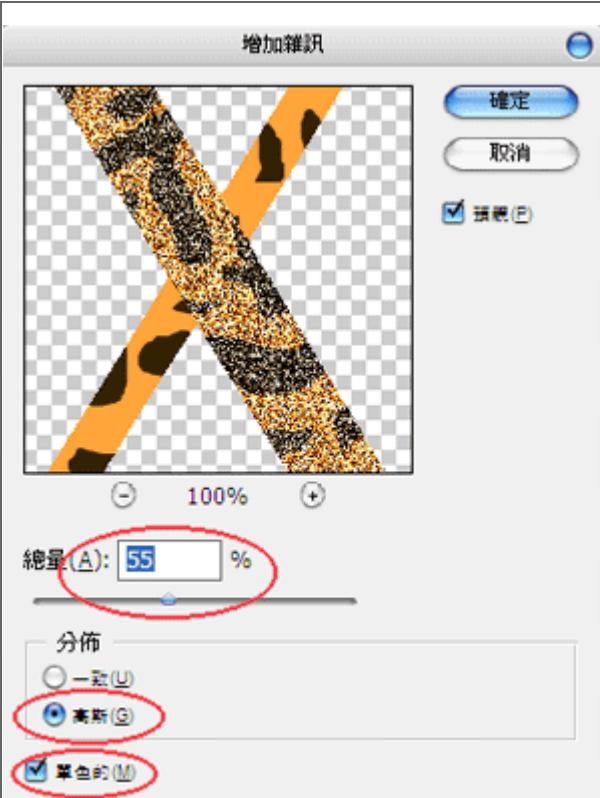 增加雜訊
確定
取消
預視(P)
100%
總量(A): 55 %
分佈
一致(U)
高斯(G)
單色的(M)